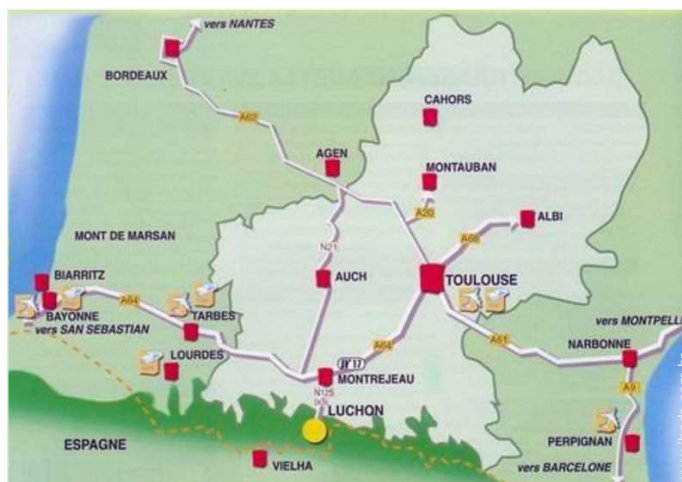 vers NANTES
BORDEAUX
CAHORS
A62
AGEN
MONTAUBAN
A20
ALBI
A68
MONT DE MARSAN
N21
BIARRITZ
AUCH
TOULOUSE
A64
BAYONNE
TARBES
vers SAN SEBASTIAN
vers MONTPELL
A61
A64
NARBONNE
LOURDES
17
MONTREJEAU
A9
N125
LUCHON
ESPAGNE
PERPIGNAN
VIELHA
vers BARCELONE